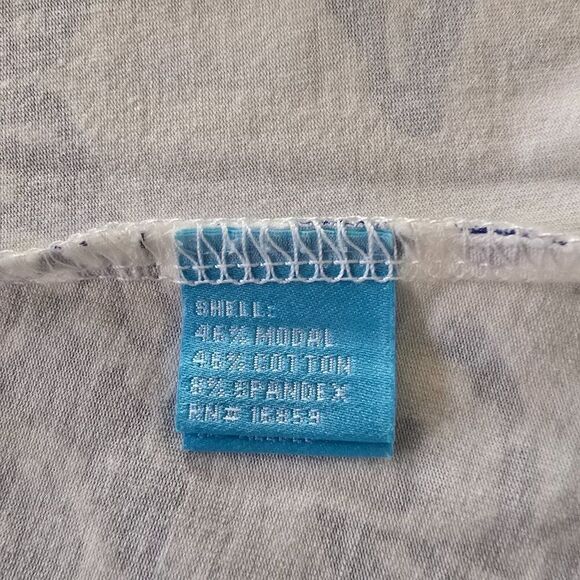 SHELL:
46% MODAL
46% COTTON
8% SPANDEX
RN# 16859